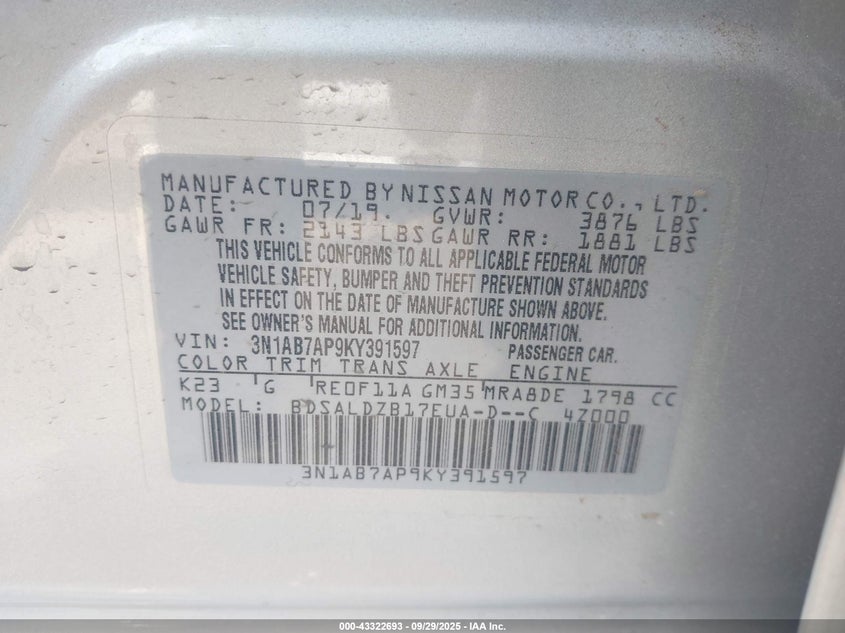 MANUFACTURED BY NISSAN MOTOR CO., LTD.
DATE: 07/19. GVWR: 3876 LBS
GAWR FR: 2143 LBS GAWR RR: 1881 LBS
THIS VEHICLE CONFORMS TO ALL APPLICABLE FEDERAL MOTOR
VEHICLE SAFETY, BUMPER AND THEFT PREVENTION STANDARDS
IN EFFECT ON THE DATE OF MANUFACTURE SHOWN ABOVE.
SEE OWNER'S MANUAL FOR ADDITIONAL INFORMATION.
VIN: 3N1AB7AP9KY391597 PASSENGER CAR.
COLOR TRIM TRANS AXLE ENGINE
K23 G RE0F11A GM35 MRA8DE 1798 CC
MODEL: BDSALDZB17EUA-D--C 4Z000
3N1AB7AP9KY391597
000-43322693 - 09/29/2025 - IAA Inc.